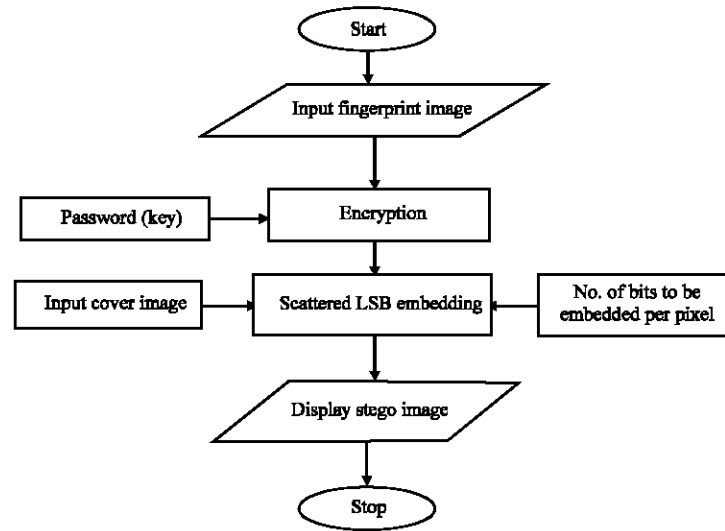 Start
Input fingerprint image
Password (key)
Encryption
Input cover image
Scattered LSB embedding
No. of bits to be
embedded per pixel
Display stego image
Stop